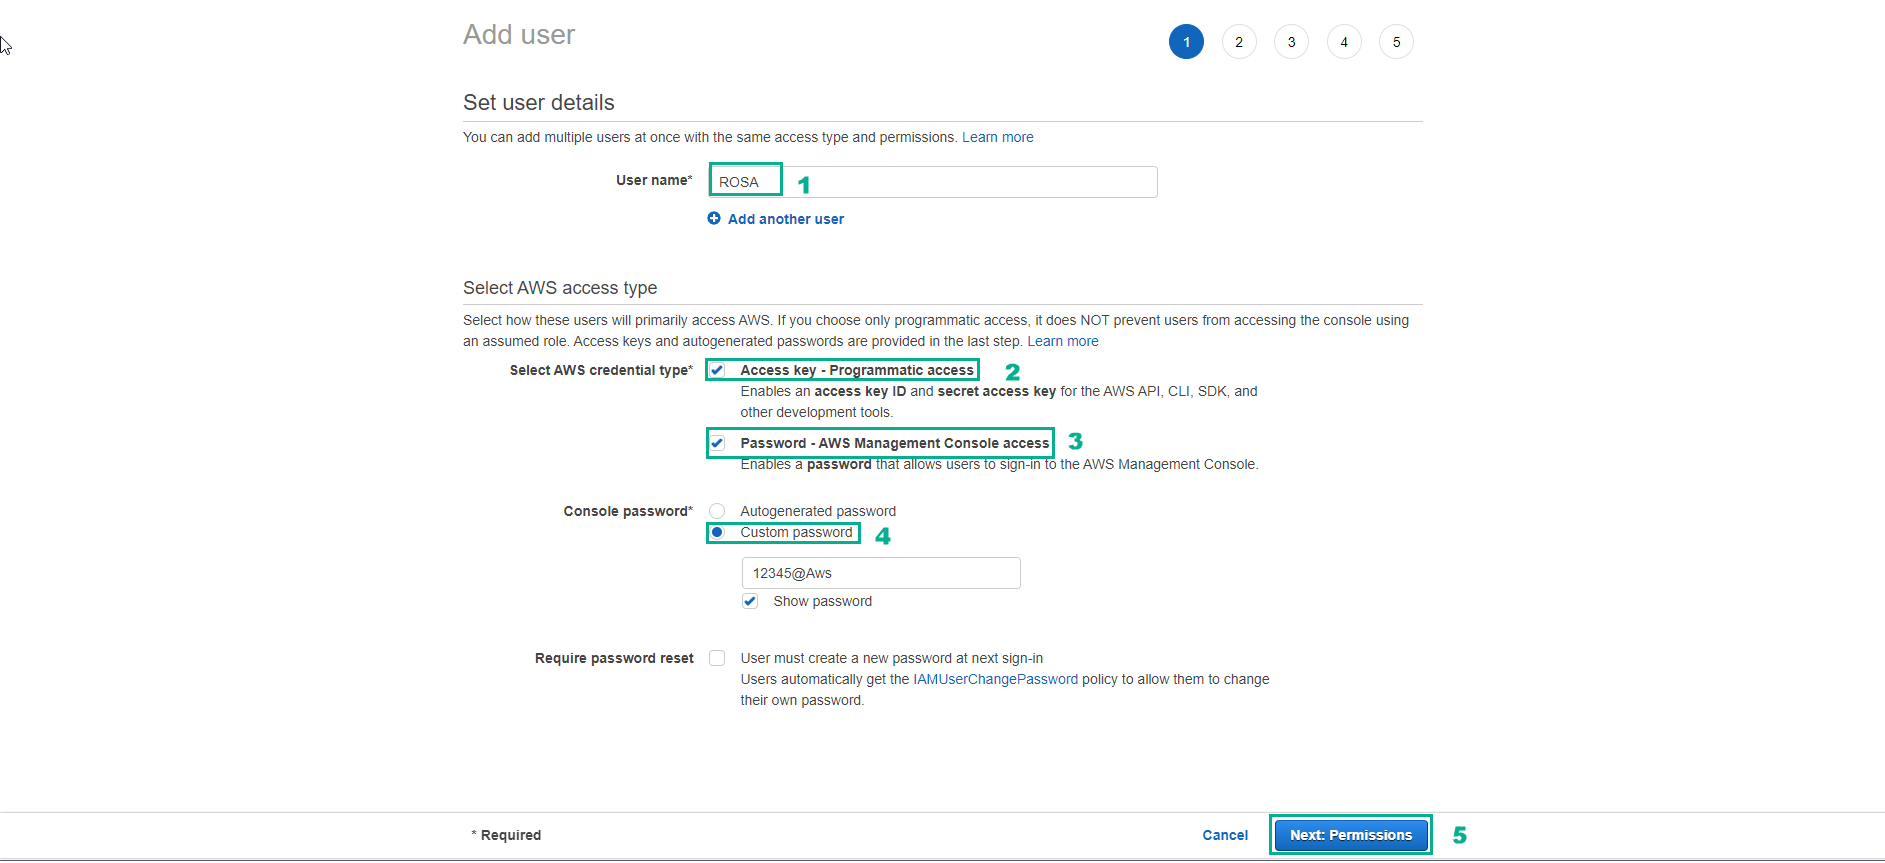 Add user
1 2 3 4 5
Set user details
You can add multiple users at once with the same access type and permissions. Learn more
User name* ROSA 1
Add another user
Select AWS access type
Select how these users will primarily access AWS. If you choose only programmatic access, it does NOT prevent users from accessing the console using
an assumed role. Access keys and autogenerated passwords are provided in the last step. Learn more
Select AWS credential type* Access key - Programmatic access 2
Enables an access key ID and secret access key for the AWS API, CLI, SDK, and
other development tools.
Password - AWS Management Console access 3
Enables a password that allows users to sign-in to the AWS Management Console.
Console password* Autogenerated password
Custom password 4
12345@Aws
Show password
Require password reset User must create a new password at next sign-in
Users automatically get the IAMUserChangePassword policy to allow them to change
their own password.
* Required Cancel Next: Permissions 5